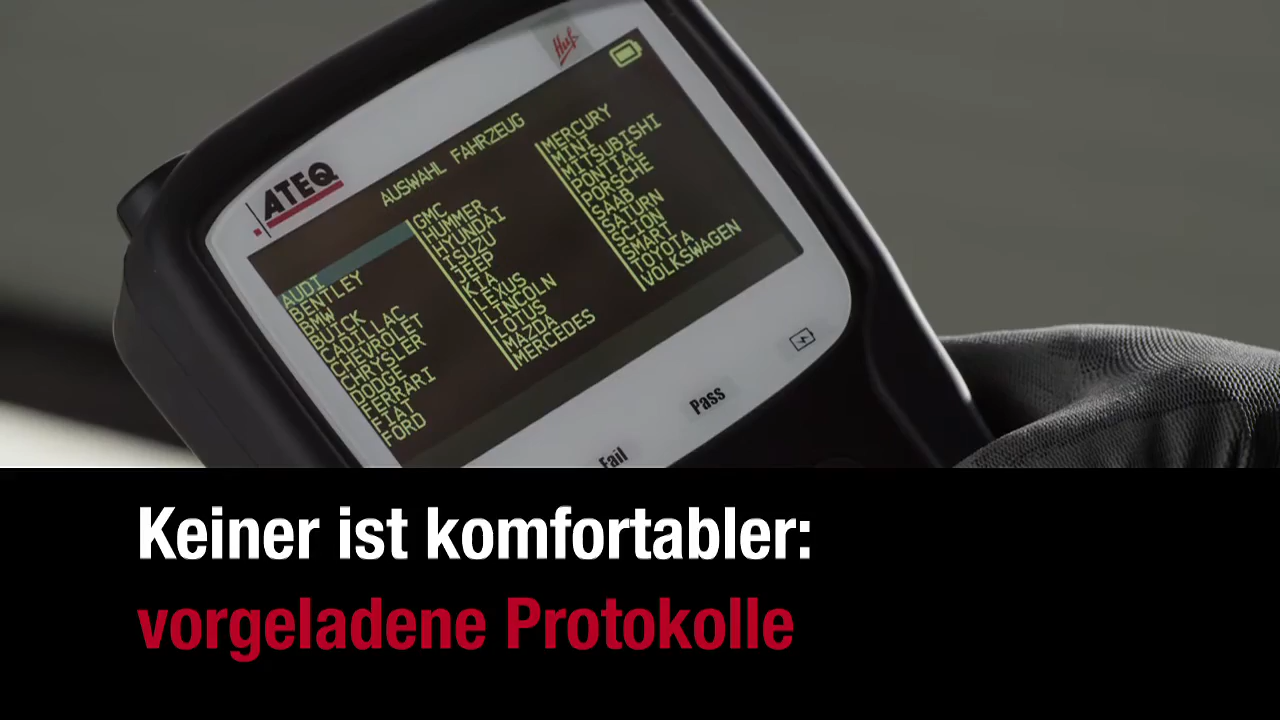 Huf
ATEQ
AUSWAHL FAHRZEUG
AUDI
BENTLEY
BMW
BUICK
CADILLAC
CHEVROLET
CHRYSLER
DODGE
FERRARI
FIAT
FORD
GMC
HUMMER
HYUNDAI
ISUZU
JEEP
KIA
LEXUS
LINCOLN
LOTUS
MAZDA
MERCEDES
MERCURY
MINI
MITSUBISHI
PONTIAC
PORSCHE
SAAB
SATURN
SCION
SMART
TOYOTA
VOLKSWAGEN
Pass
Fail
Keiner ist komfortabler:
vorgeladene Protokolle